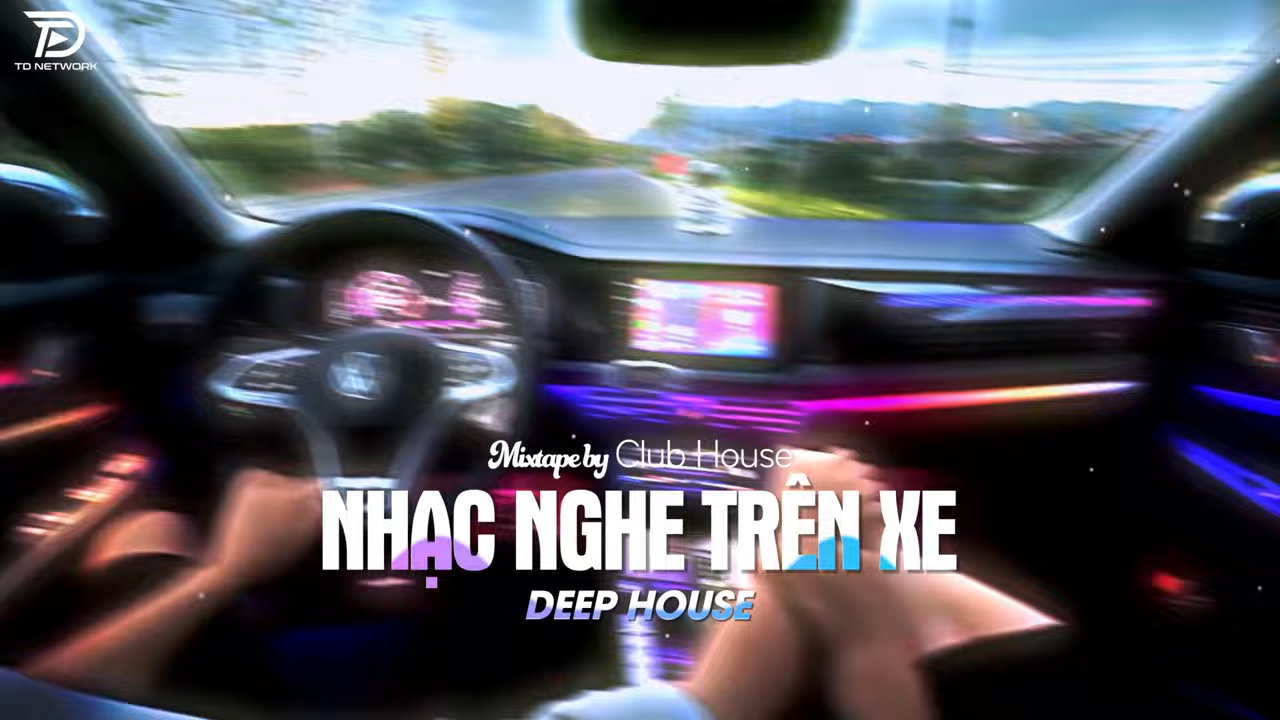 TD NETWORK
Mixtape by Club House
NHẠC NGHE TRÊN XE
DEEP HOUSE